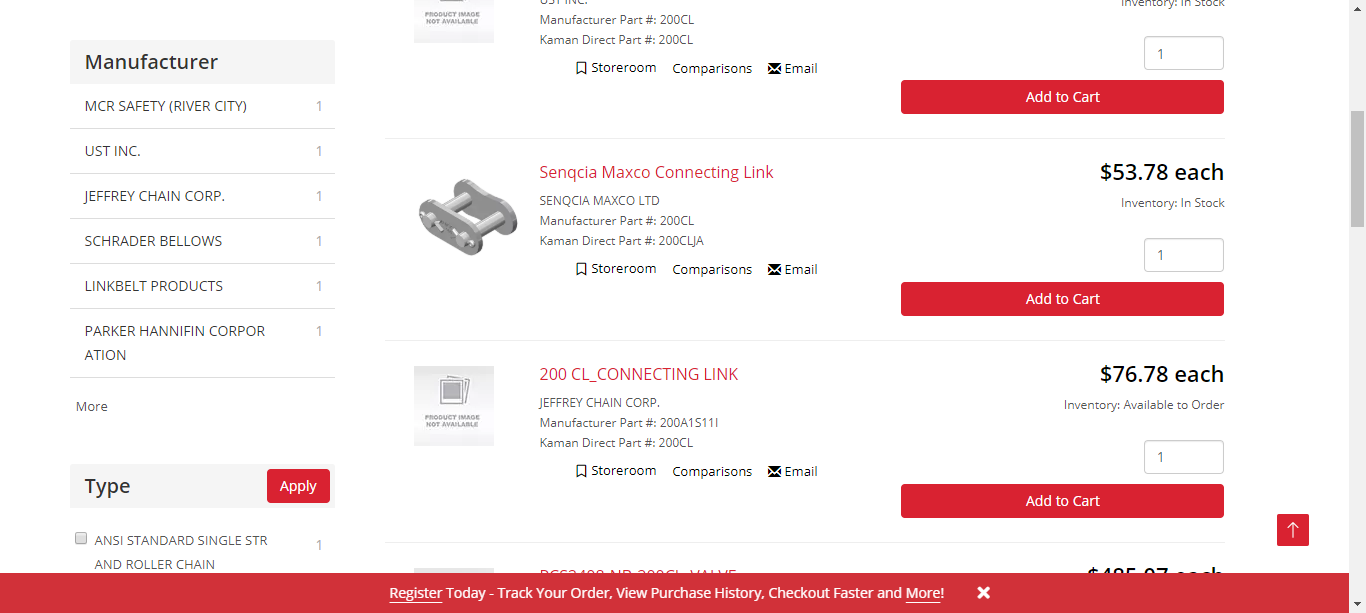 Manufacturer
MCR SAFETY (RIVER CITY) 1
UST INC. 1
JEFFREY CHAIN CORP. 1
SCHRADER BELLOWS 1
LINKBELT PRODUCTS 1
PARKER HANNIFIN CORPOR 1
ATION
More
Type Apply
ANSI STANDARD SINGLE STR 1
AND ROLLER CHAIN
PRODUCT IMAGE
NOT AVAILABLE
UST INC.
Manufacturer Part #: 200CL
Kaman Direct Part #: 200CL
Storeroom Comparisons Email
Inventory: In Stock
1
Add to Cart
Senqcia Maxco Connecting Link
SENQCIA MAXCO LTD
Manufacturer Part #: 200CL
Kaman Direct Part #: 200CLJA
Storeroom Comparisons Email
$53.78 each
Inventory: In Stock
1
Add to Cart
PRODUCT IMAGE
NOT AVAILABLE
200 CL_CONNECTING LINK
JEFFREY CHAIN CORP.
Manufacturer Part #: 200A1S11I
Kaman Direct Part #: 200CL
Storeroom Comparisons Email
$76.78 each
Inventory: Available to Order
1
Add to Cart
Register Today - Track Your Order, View Purchase History, Checkout Faster and More!